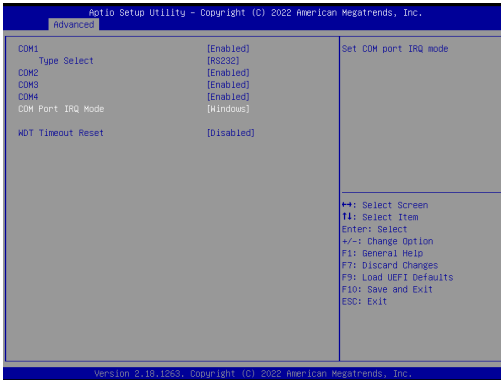 Aptio Setup Utility – Copyright (C) 2022 American Megatrends, Inc.
Advanced
COM1 [Enabled]
Type Select [RS232]
COM2 [Enabled]
COM3 [Enabled]
COM4 [Enabled]
COM Port IRQ Mode [Windows]
WDT Timeout Reset [Disabled]
Set COM port IRQ mode
↔: Select Screen
↑↓: Select Item
Enter: Select
+/-: Change Option
F1: General Help
F7: Discard Changes
F9: Load UEFI Defaults
F10: Save and Exit
ESC: Exit
Version 2.18.1263. Copyright (C) 2022 American Megatrends, Inc.